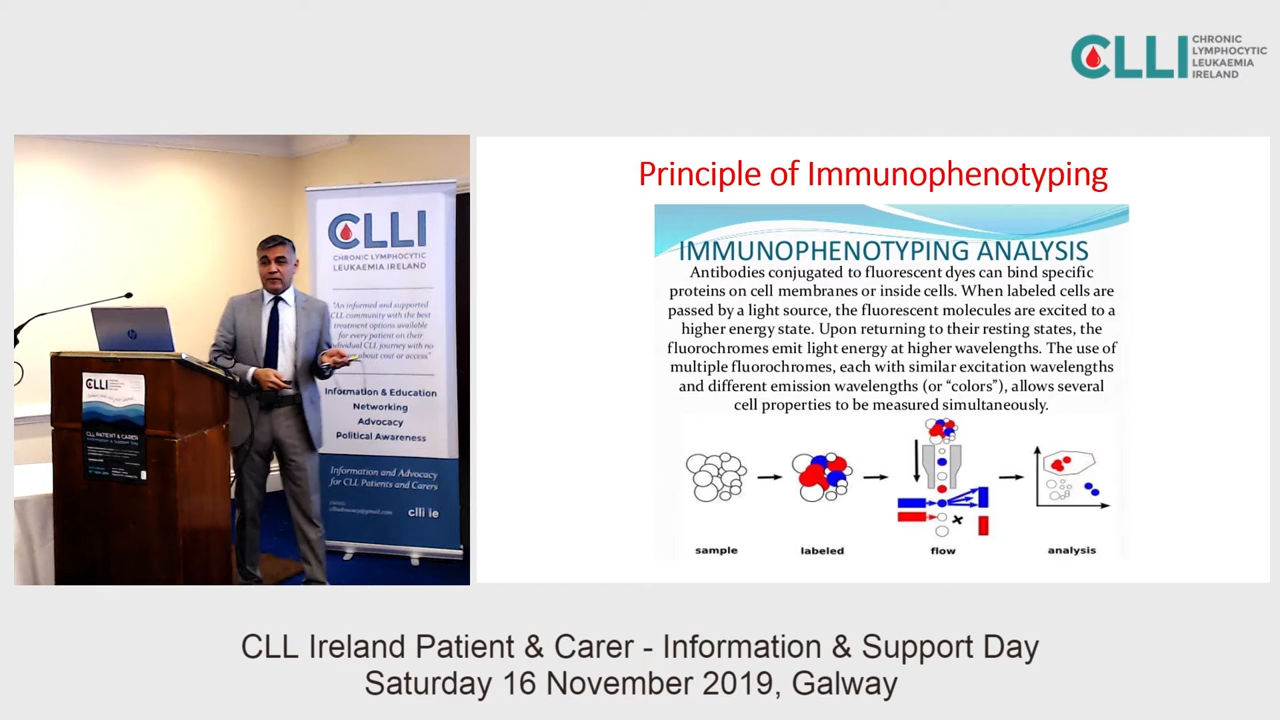 CLLI
CHRONIC
LYMPHOCYTIC
LEUKAEMIA
IRELAND
CLLI
CHRONIC LYMPHOCYTIC
LEUKAEMIA IRELAND
"An informed and supported
CLL community with the best
treatment options available
for every patient on their
individual CLL journey with no
about cost or access"
Information & Education
Networking
Advocacy
Political Awareness
Information and Advocacy
for CLL Patients and Carers
clli ie
hp
CLLI
CLL PATIENT & CARER
Information & Support Day
Principle of Immunophenotyping
IMMUNOPHENOTYPING ANALYSIS
Antibodies conjugated to fluorescent dyes can bind specific
proteins on cell membranes or inside cells. When labeled cells are
passed by a light source, the fluorescent molecules are excited to a
higher energy state. Upon returning to their resting states, the
fluorochromes emit light energy at higher wavelengths. The use of
multiple fluorochromes, each with similar excitation wavelengths
and different emission wavelengths (or "colors"), allows several
cell properties to be measured simultaneously.
sample
labeled
flow
analysis
CLL Ireland Patient & Carer - Information & Support Day
Saturday 16 November 2019, Galway